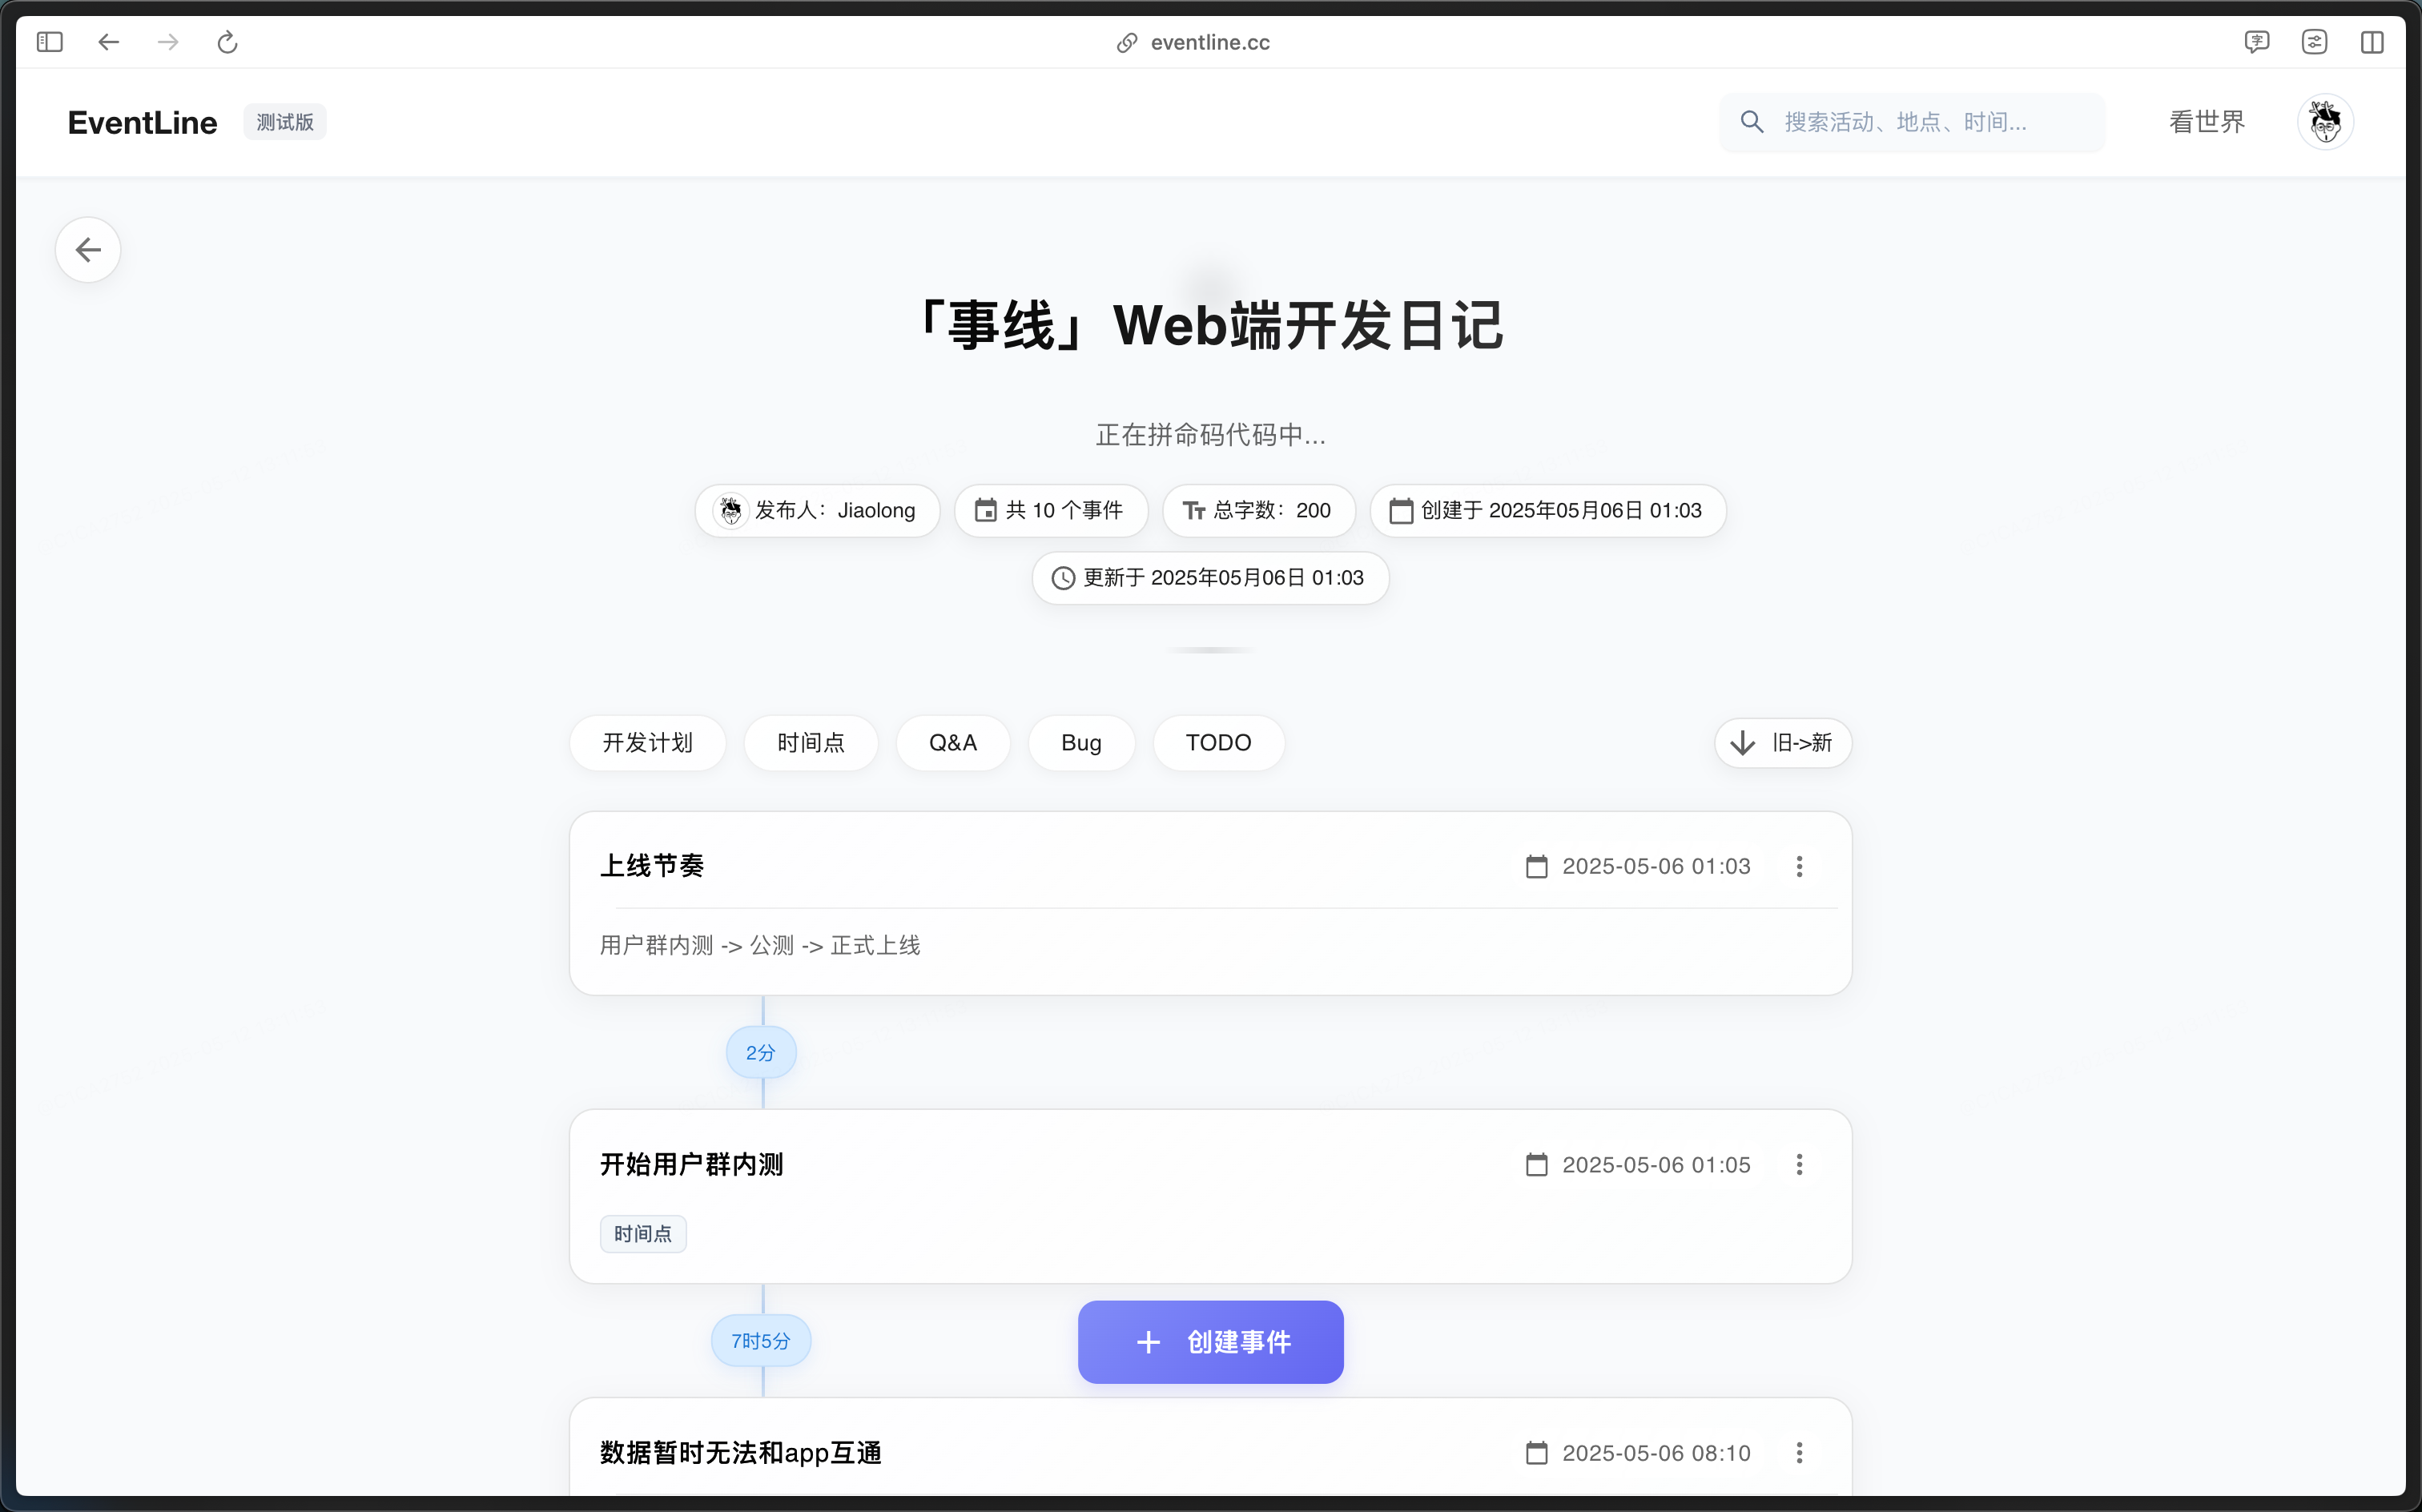 eventline.cc
EventLine 测试版 搜索活动、地点、时间... 看世界
「事线」Web端开发日记
正在拼命码代码中...
发布人：Jiaolong 共 10 个事件 总字数：200 创建于 2025年05月06日 01:03
更新于 2025年05月06日 01:03
开发计划 时间点 Q&A Bug TODO 旧->新
上线节奏 2025-05-06 01:03
用户群内测 -> 公测 -> 正式上线
2分
开始用户群内测 2025-05-06 01:05
时间点
7时5分
创建事件
数据暂时无法和app互通 2025-05-06 08:10